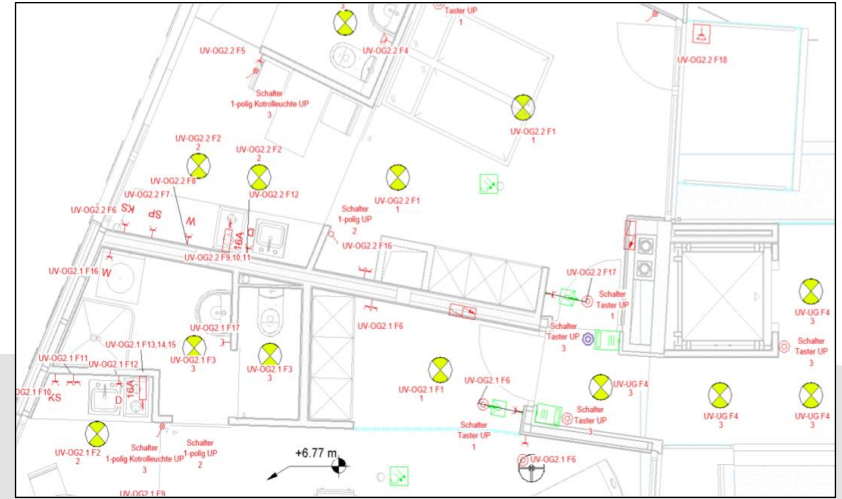 3
Taster UP
1
UV-OG2.2 F4
UV-OG2.2 F5
UV-OG2.2 F18
Schalter
1-polig Kotrolleuchte UP
3
UV-OG2.2 F1
1
UV-OG2.2 F2
2
UV-OG2.2 F2
2
UV-OG2.2 F8
UV-OG2.2 F7
UV-OG2.2 F12
UV-OG2.2 F1
1
UV-OG2.2 F6
KS
SP
W
Schalter
1-polig UP
2
16A
UV-OG2.2 F16
UV-OG2.2 F9,10,11
UV-OG2.1 F16
W
UV-OG2.2 F17
Schalter
Taster UP
1
UV-UG F4
3
UV-OG2.1 F17
UV-OG2.1 F6
Schalter
Taster UP
3
Schalter
Taster UP
3
UV-OG2.1 F13,14,15
UV-OG2.1 F3
3
UV-OG2.1 F3
3
UV-OG2.1 F11
UV-OG2.1 F12
UV-OG2.1 F1
1
UV-OG2.1 F6
UV-UG F4
3
UV-UG F4
3
UV-UG F4
3
OG2.1 F10
KS
D
16A
Schalter
Taster UP
3
Schalter
Taster UP
1
UV-OG2.1 F2
2
Schalter
1-polig Kotrolleuchte UP
3
Schalter
1-polig UP
2
+6.77 m
UV-OG2.1 F6
UV-OG2.1 F9